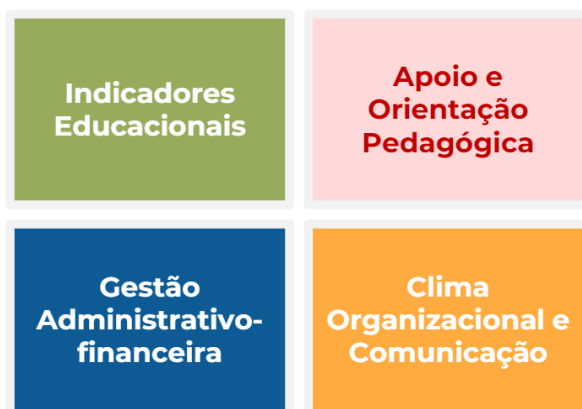 Indicadores
Educacionais
Apoio e
Orientação
Pedagógica
Gestão
Administrativo-
financeira
Clima
Organizacional e
Comunicação